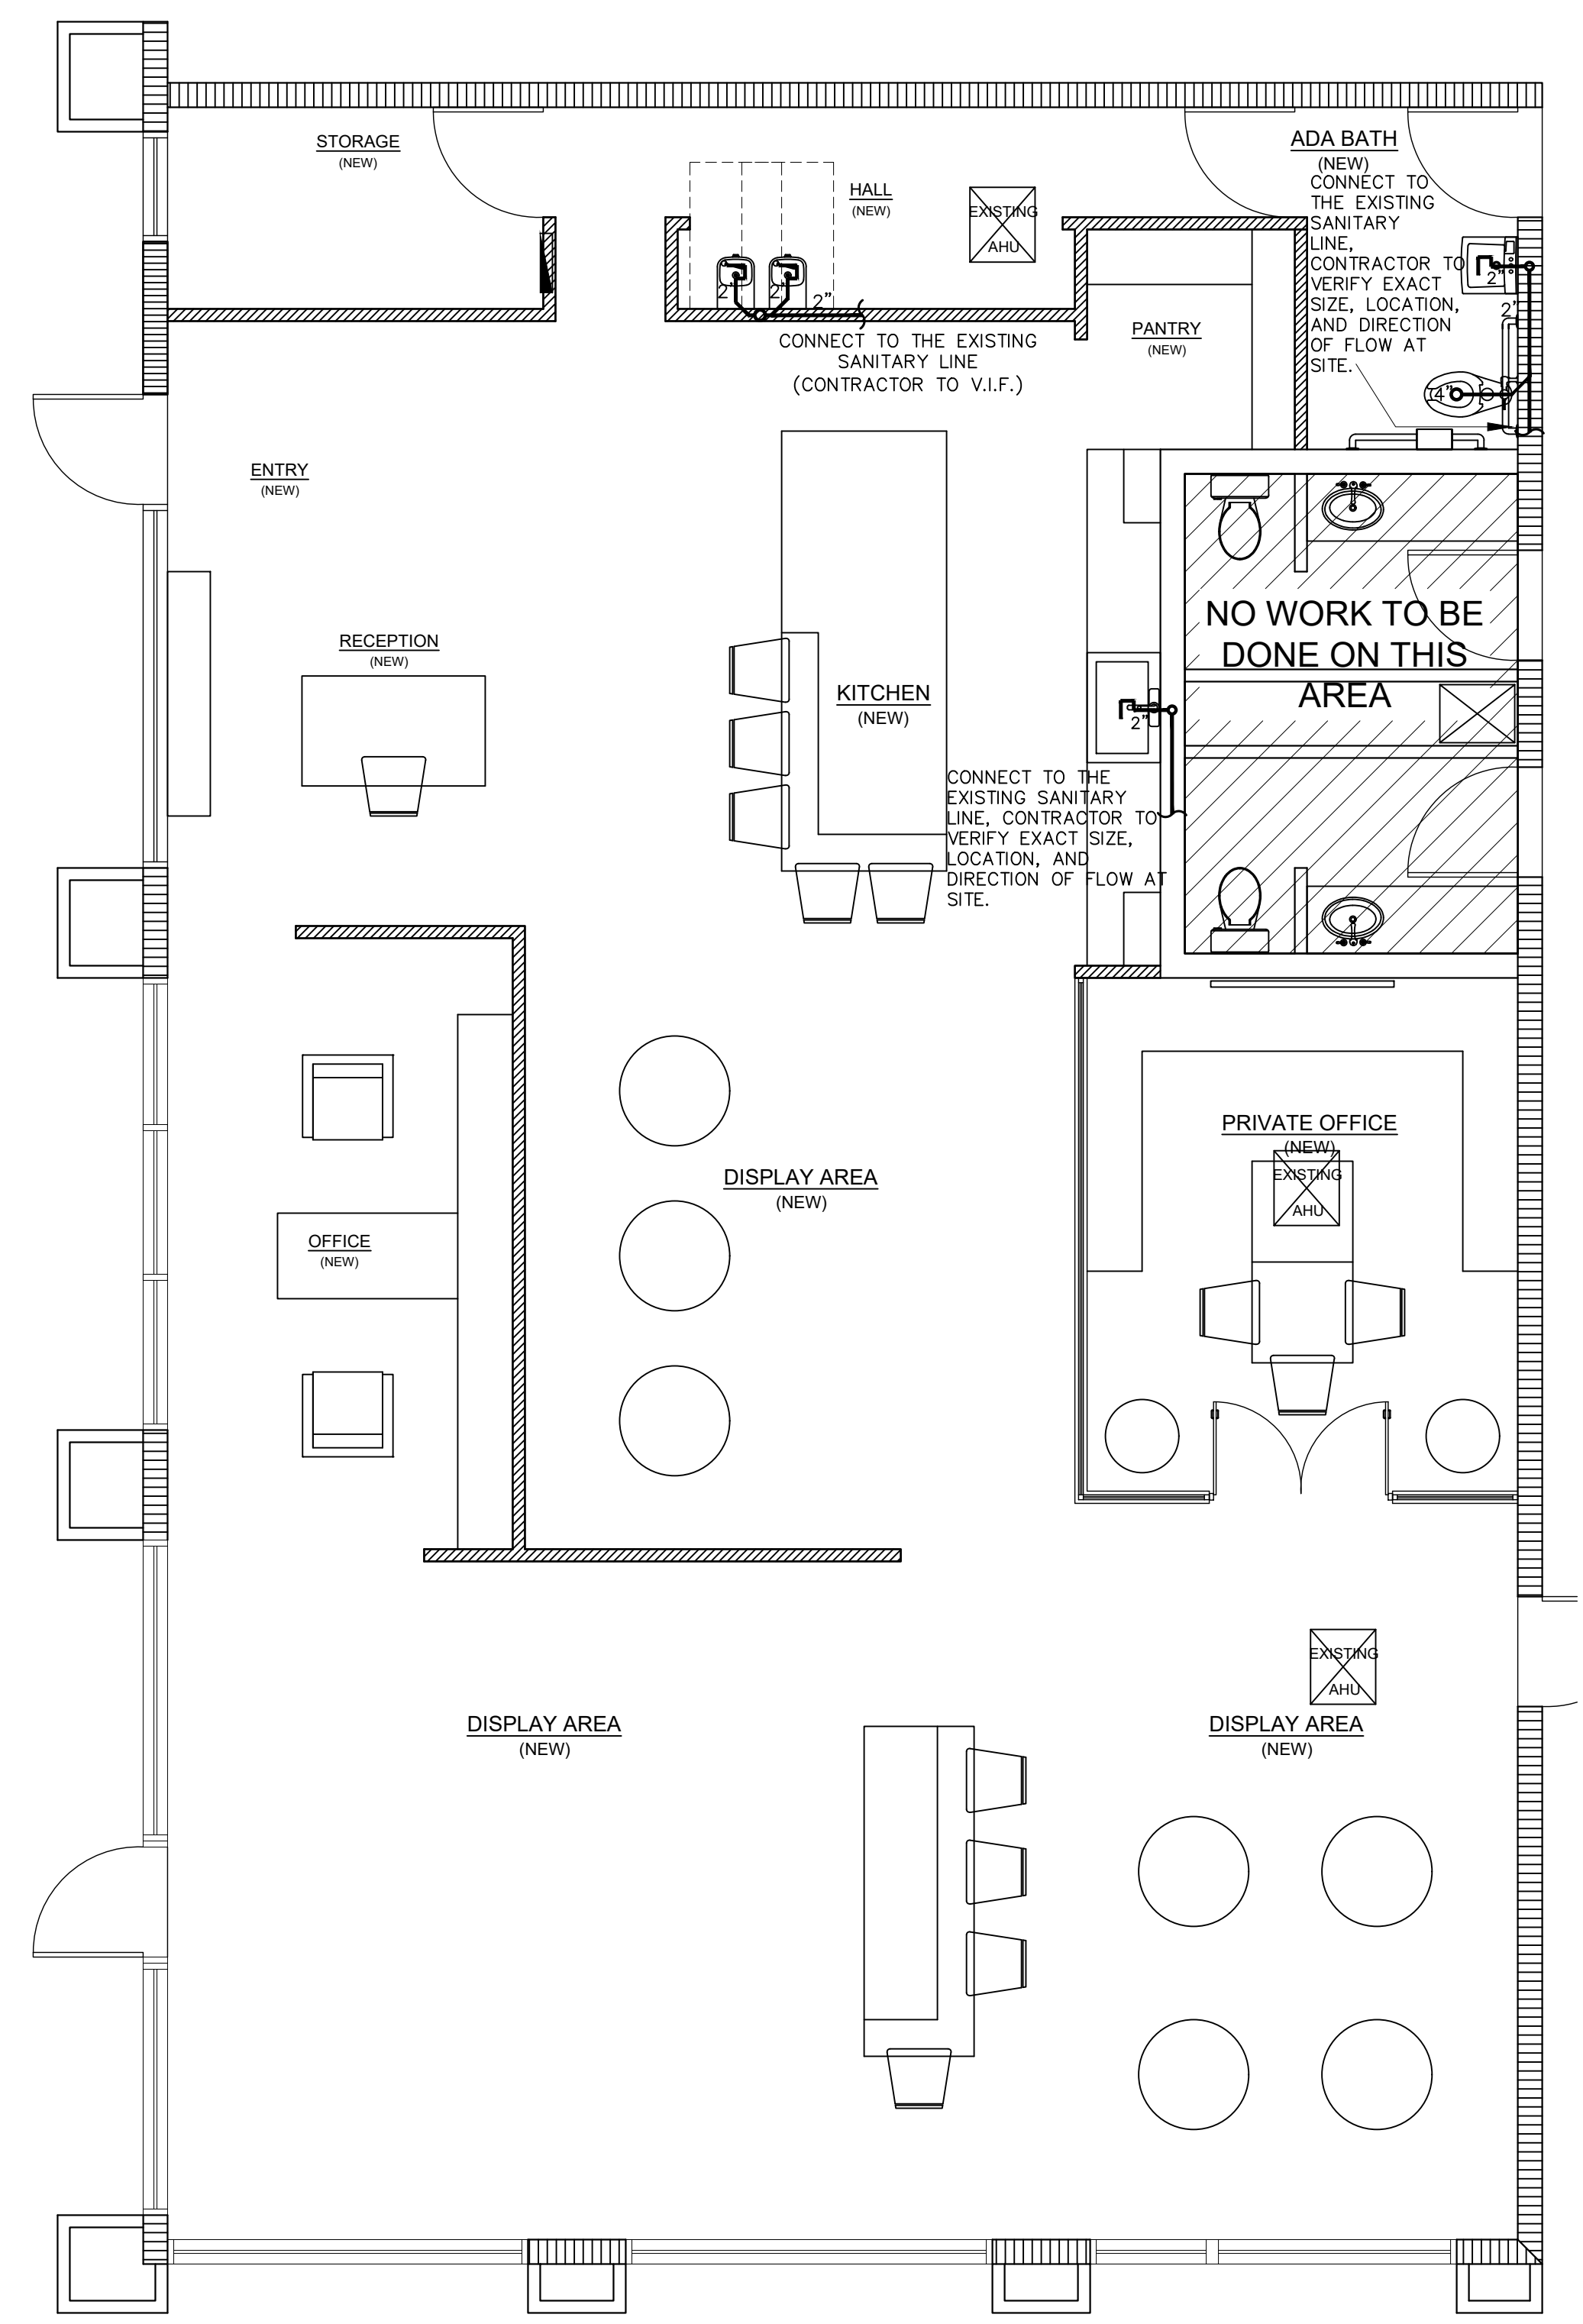 STORAGE
(NEW)
ADA BATH
(NEW)
CONNECT TO
THE EXISTING
SANITARY
LINE,
CONTRACTOR TO
VERIFY EXACT
SIZE, LOCATION,
AND DIRECTION
OF FLOW AT
SITE.
HALL
(NEW)
EXISTING
AHU
2"
2"
2"
2"
2"
4"
CONNECT TO THE EXISTING
SANITARY LINE
(CONTRACTOR TO V.I.F.)
PANTRY
(NEW)
ENTRY
(NEW)
RECEPTION
(NEW)
KITCHEN
(NEW)
NO WORK TO BE
DONE ON THIS
AREA
2"
CONNECT TO THE
EXISTING SANITARY
LINE, CONTRACTOR TO
VERIFY EXACT SIZE,
LOCATION, AND
DIRECTION OF FLOW AT
SITE.
PRIVATE OFFICE
(NEW)
EXISTING
AHU
DISPLAY AREA
(NEW)
OFFICE
(NEW)
EXISTING
AHU
DISPLAY AREA
(NEW)
DISPLAY AREA
(NEW)